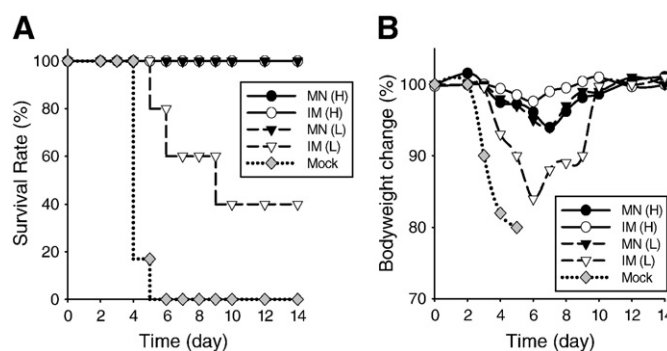 A
Survival Rate (%)
100
80
60
40
20
0
0 2 4 6 8 10 12 14
Time (day)
MN (H)
IM (H)
MN (L)
IM (L)
Mock
B
Bodyweight change (%)
100
90
80
70
0 2 4 6 8 10 12 14
Time (day)
MN (H)
IM (H)
MN (L)
IM (L)
Mock